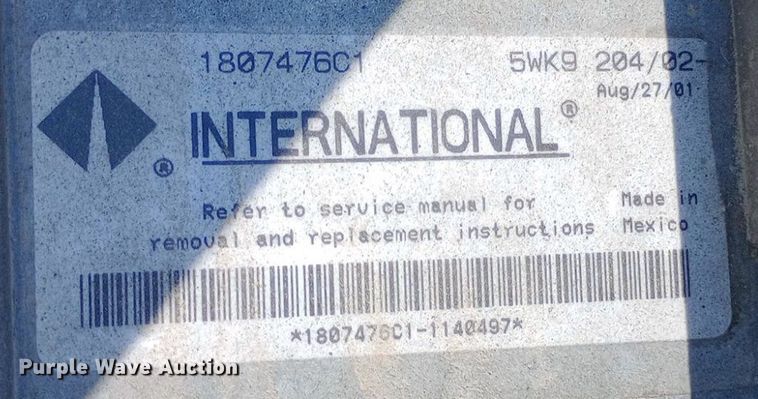 1807476C1 5WK9 204/02-
Aug/27/01
® INTERNATIONAL®
Refer to service manual for Made in
removal and replacement instructions Mexico
*1807476C1-1140497*
Purple Wave Auction